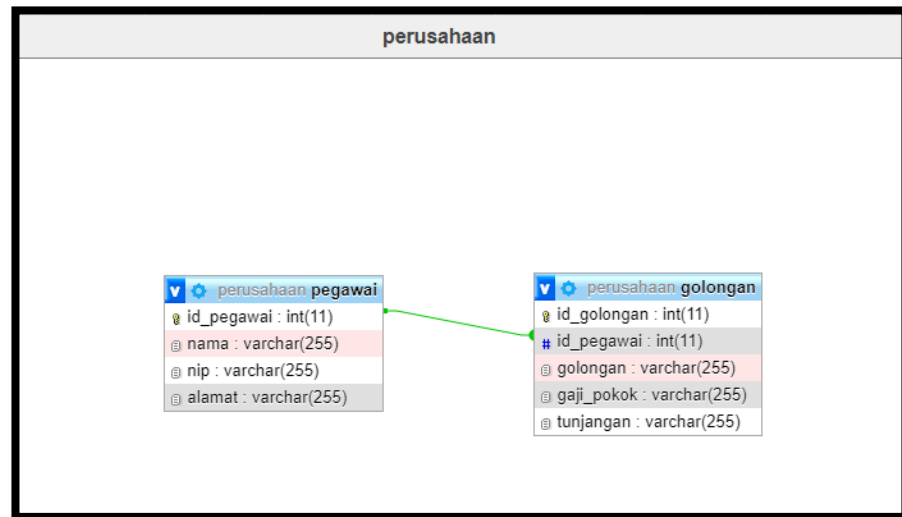 perusahaan
perusahaan pegawai
id_pegawai : int(11)
nama : varchar(255)
nip : varchar(255)
alamat : varchar(255)
perusahaan golongan
id_golongan : int(11)
# id_pegawai : int(11)
golongan : varchar(255)
gaji_pokok : varchar(255)
tunjangan : varchar(255)